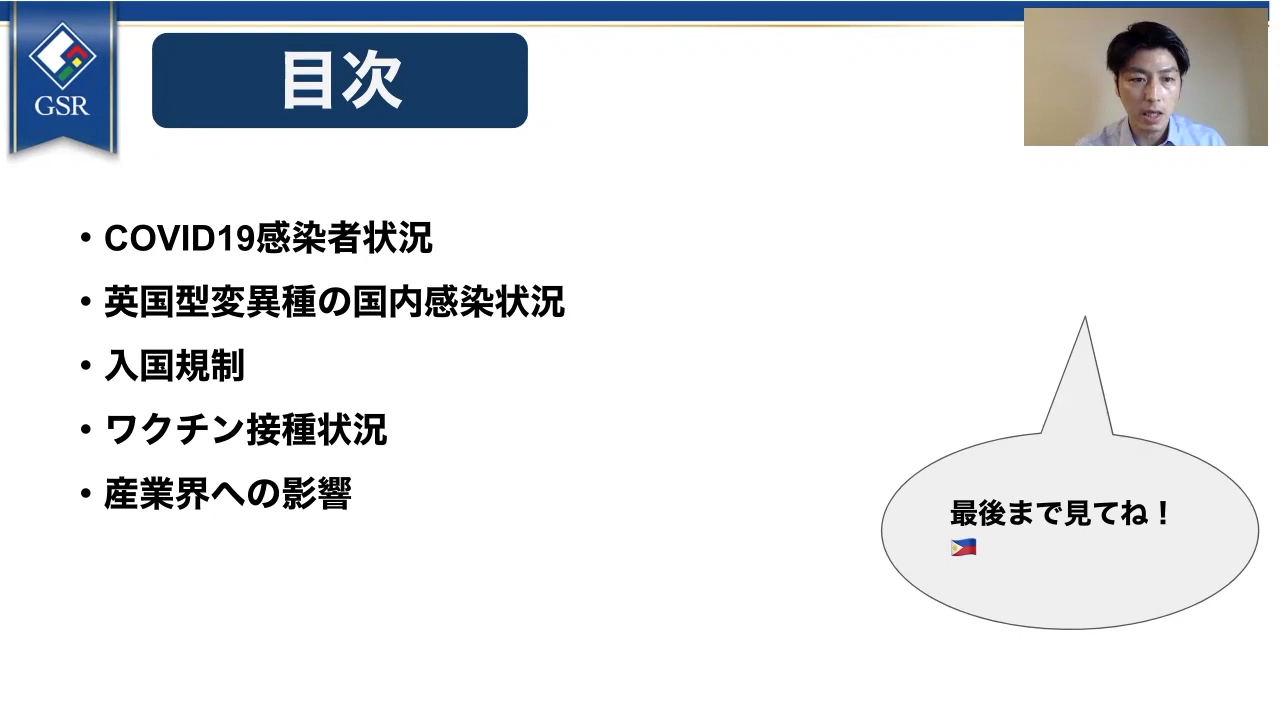 GSR
目次
・COVID19感染者状況
・英国型変異種の国内感染状況
・入国規制
・ワクチン接種状況
・産業界への影響
最後まで見てね！
🇵🇭